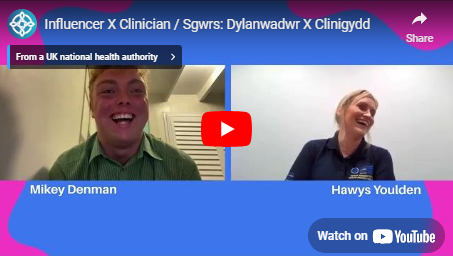 Influencer X Clinician / Sgwrs: Dylanwadwr X Clinigydd
Share
From a UK national health authority
Mikey Denman
Hawys Youlden
Watch on YouTube